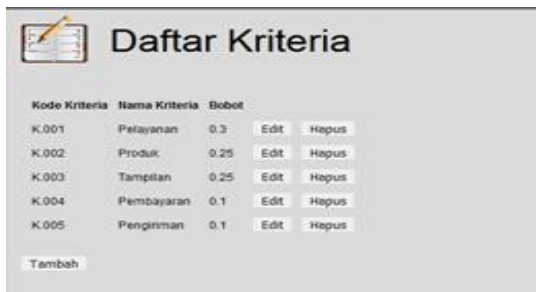 Daftar Kriteria
Kode Kriteria Nama Kriteria Bobot
K.001 Pelayanan 0.3 Edit Hapus
K.002 Produk 0.25 Edit Hapus
K.003 Tampilan 0.25 Edit Hapus
K.004 Pembayaran 0.1 Edit Hapus
K.005 Pengiriman 0.1 Edit Hapus
Tambah